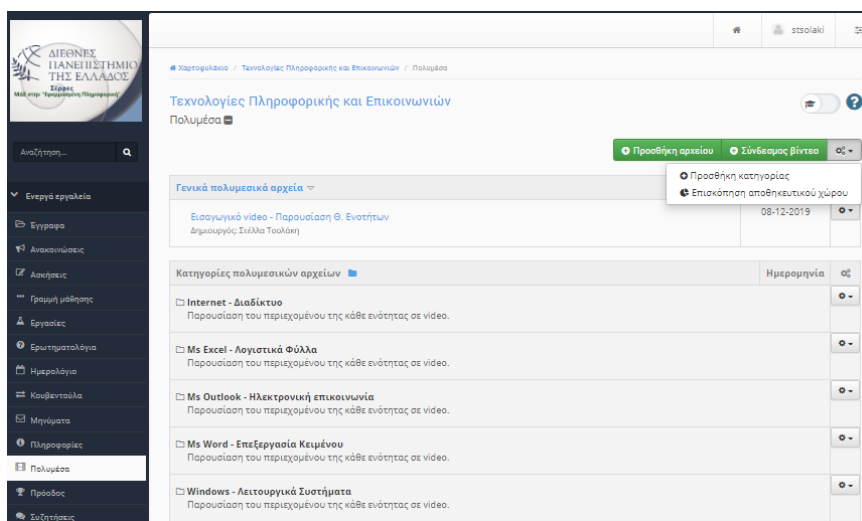 ΔΙΕΘΝΕΣ
ΠΑΝΕΠΙΣΤΗΜΙΟ
ΤΗΣ ΕΛΛΑΔΟΣ
Σέρρες
ΜΔΕ στην "Εφαρμοσμένη Πληροφορική"
stsolaki
Χαρτοφυλάκιο / Τεχνολογίες Πληροφορικής και Επικοινωνιών / Πολυμέσα
Τεχνολογίες Πληροφορικής και Επικοινωνιών
Πολυμέσα
Αναζήτηση...
Προσθήκη αρχείου
Σύνδεσμος βίντεο
Προσθήκη κατηγορίας
Επισκόπηση αποθηκευτικού χώρου
Ενεργά εργαλεία
Έγγραφα
Ανακοινώσεις
Ασκήσεις
Γραμμή μάθησης
Εργασίες
Ερωτηματολόγια
Ημερολόγιο
Κουβεντούλα
Μηνύματα
Πληροφορίες
Πολυμέσα
Πρόοδος
Συζητήσεις
Γενικά πολυμεσικά αρχεία
Εισαγωγικό video - Παρουσίαση Θ. Ενοτήτων
08-12-2019
Δημιουργός: Στέλλα Τσολάκη
Κατηγορίες πολυμεσικών αρχείων
Ημερομηνία
Internet - Διαδίκτυο
Παρουσίαση του περιεχομένου της κάθε ενότητας σε video.
Ms Excel - Λογιστικά Φύλλα
Παρουσίαση του περιεχομένου της κάθε ενότητας σε video.
Ms Outlook - Ηλεκτρονική επικοινωνία
Παρουσίαση του περιεχομένου της κάθε ενότητας σε video.
Ms Word - Επεξεργασία Κειμένου
Παρουσίαση του περιεχομένου της κάθε ενότητας σε video.
Windows - Λειτουργικά Συστήματα
Παρουσίαση του περιεχομένου της κάθε ενότητας σε video.